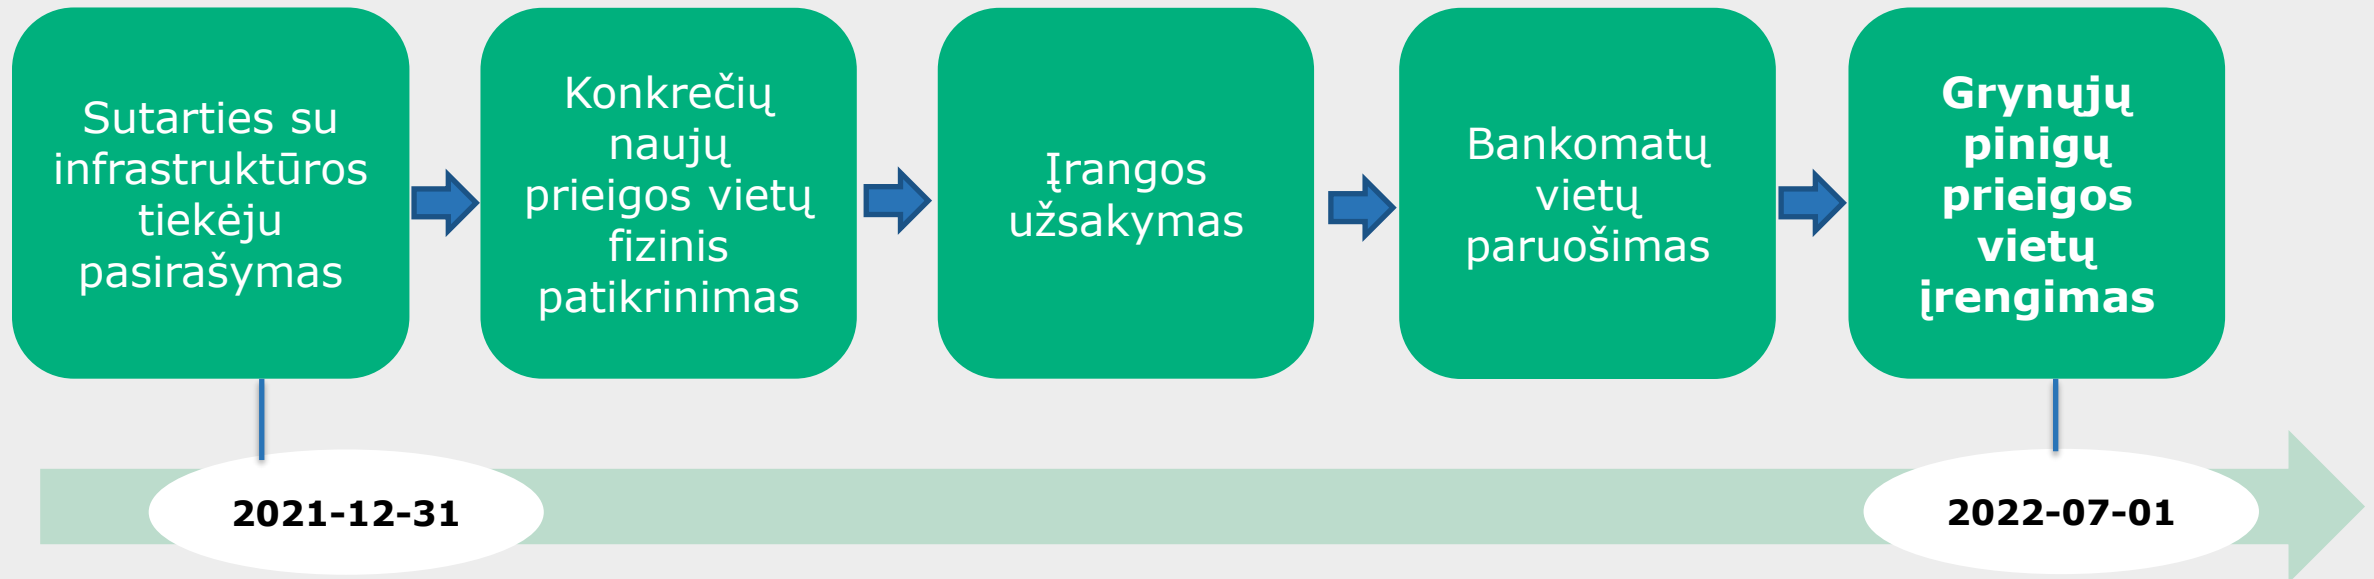 Sutarties su
infrastruktūros
tiekėju
pasirašymas
Konkrečių
naujų
prieigos vietų
fizinis
patikrinimas
Įrangos
užsakymas
Bankomatų
vietų
paruošimas
Grynųjų
pinigų
prieigos
vietų
įrengimas
2021-12-31
2022-07-01